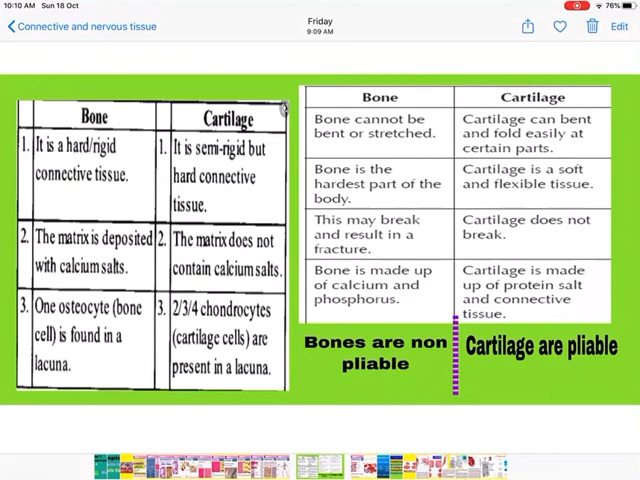 10:10 AM Sun 18 Oct
76%
Connective and nervous tissue
Friday
9:09 AM
Edit
Bone
Cartilage
1. It is a hard/rigid
connective tissue.
1. It is semi-rigid but
hard connective
tissue.
2. The matrix is deposited
with calcium salts.
2. The matrix does not
contain calcium salts.
3. One osteocyte (bone
cell) is found in a
lacuna.
3. 2/3/4 chondrocytes
(cartilage cells) are
present in a lacuna.
Bone
Cartilage
Bone cannot be
bent or stretched.
Cartilage can bent
and fold easily at
certain parts.
Bone is the
hardest part of the
body.
Cartilage is a soft
and flexible tissue.
This may break
and result in a
fracture.
Cartilage does not
break.
Bone is made up
of calcium and
phosphorus.
Cartilage is made
up of protein salt
and connective
tissue.
Bones are non
pliable
Cartilage are pliable